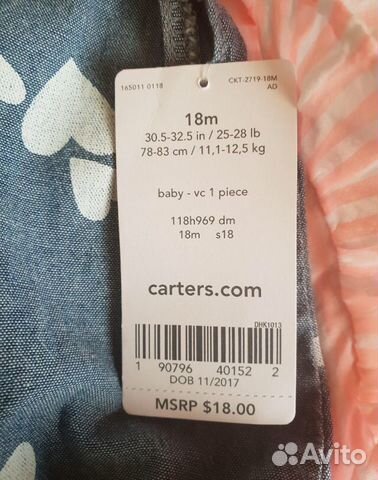 165011 0118 CKT-2719-18M
AD
18m
30.5-32.5 in / 25-28 lb
78-83 cm / 11,1-12,5 kg
baby - vc 1 piece
118h969 dm
18m s18
carters.com
DHK1013
1 90796 40152 2
DOB 11/2017
MSRP $18.00
Avito